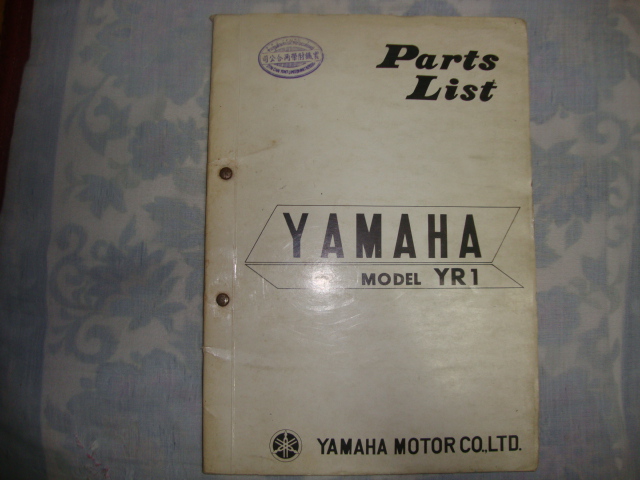 Parts
List
YAMAHA
MODEL YR1
YAMAHA MOTOR CO.,LTD.